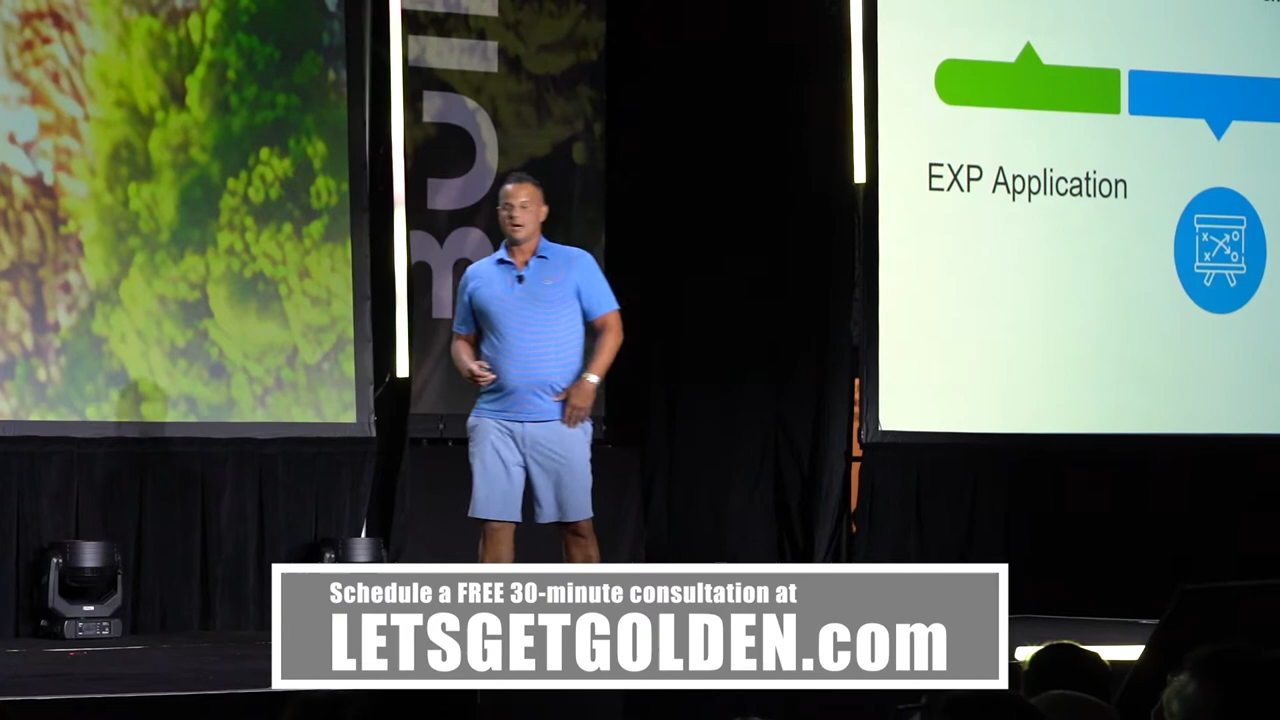 EXP Application
Schedule a FREE 30-minute consultation at
LETSGETGOLDEN.com